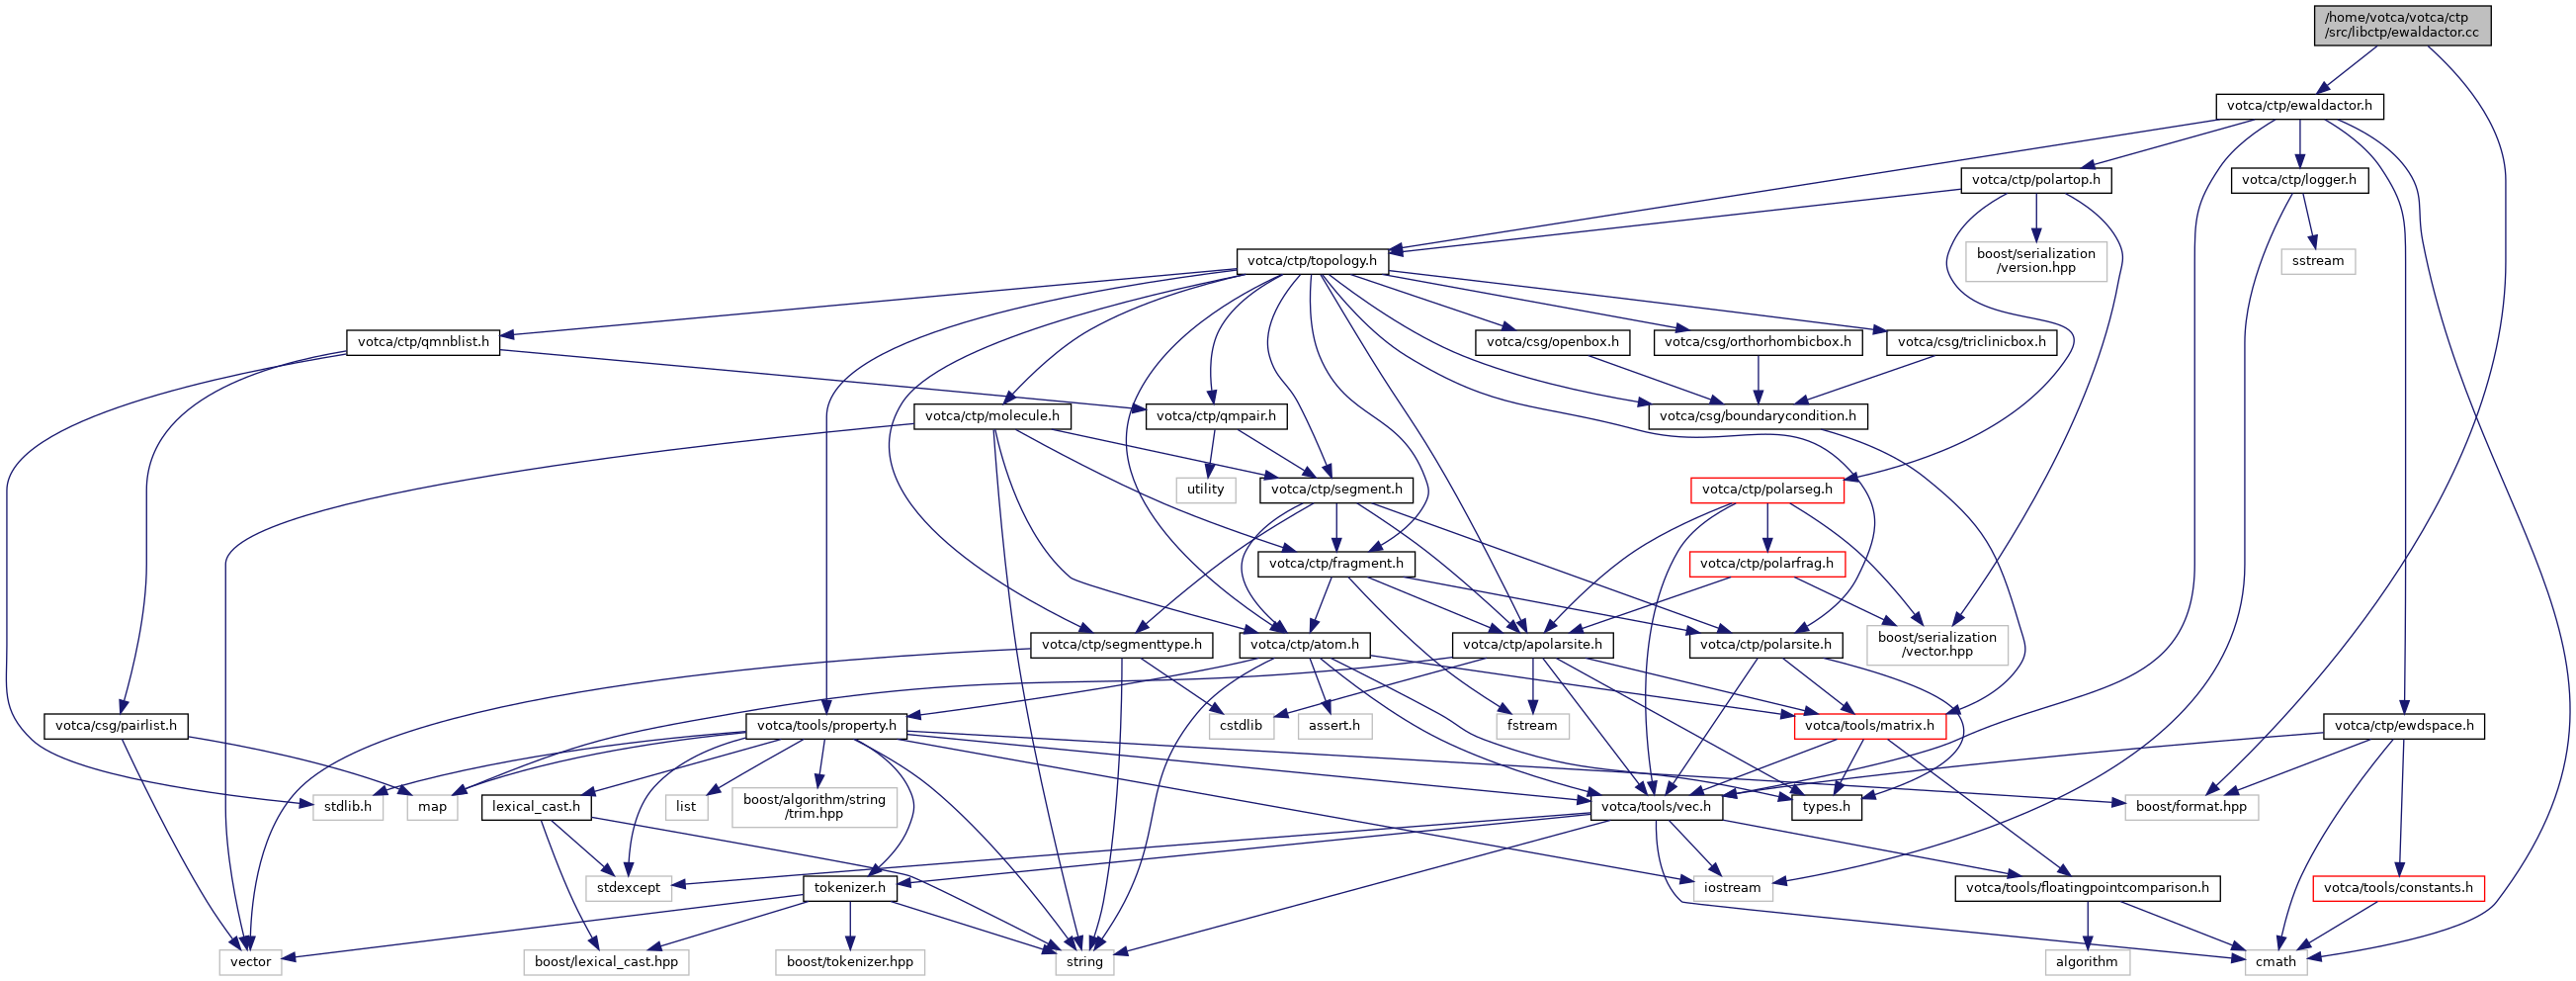 /home/votca/votca/ctp
/src/libctp/ewaldactor.cc
votca/ctp/ewaldactor.h
votca/ctp/polartop.h
votca/ctp/logger.h
votca/ctp/topology.h
boost/serialization
/version.hpp
sstream
votca/ctp/qmnblist.h
votca/csg/openbox.h
votca/csg/orthorhombicbox.h
votca/csg/triclinicbox.h
votca/ctp/molecule.h
votca/ctp/qmpair.h
votca/csg/boundarycondition.h
utility
votca/ctp/segment.h
votca/ctp/polarseg.h
votca/ctp/fragment.h
votca/ctp/polarfrag.h
votca/ctp/segmenttype.h
votca/ctp/atom.h
votca/ctp/apolarsite.h
votca/ctp/polarsite.h
boost/serialization
/vector.hpp
votca/csg/pairlist.h
votca/tools/property.h
cstdlib
assert.h
fstream
votca/tools/matrix.h
votca/ctp/ewdspace.h
stdlib.h
map
lexical_cast.h
list
boost/algorithm/string
/trim.hpp
votca/tools/vec.h
types.h
boost/format.hpp
stdexcept
tokenizer.h
iostream
votca/tools/floatingpointcomparison.h
votca/tools/constants.h
vector
boost/lexical_cast.hpp
boost/tokenizer.hpp
string
algorithm
cmath